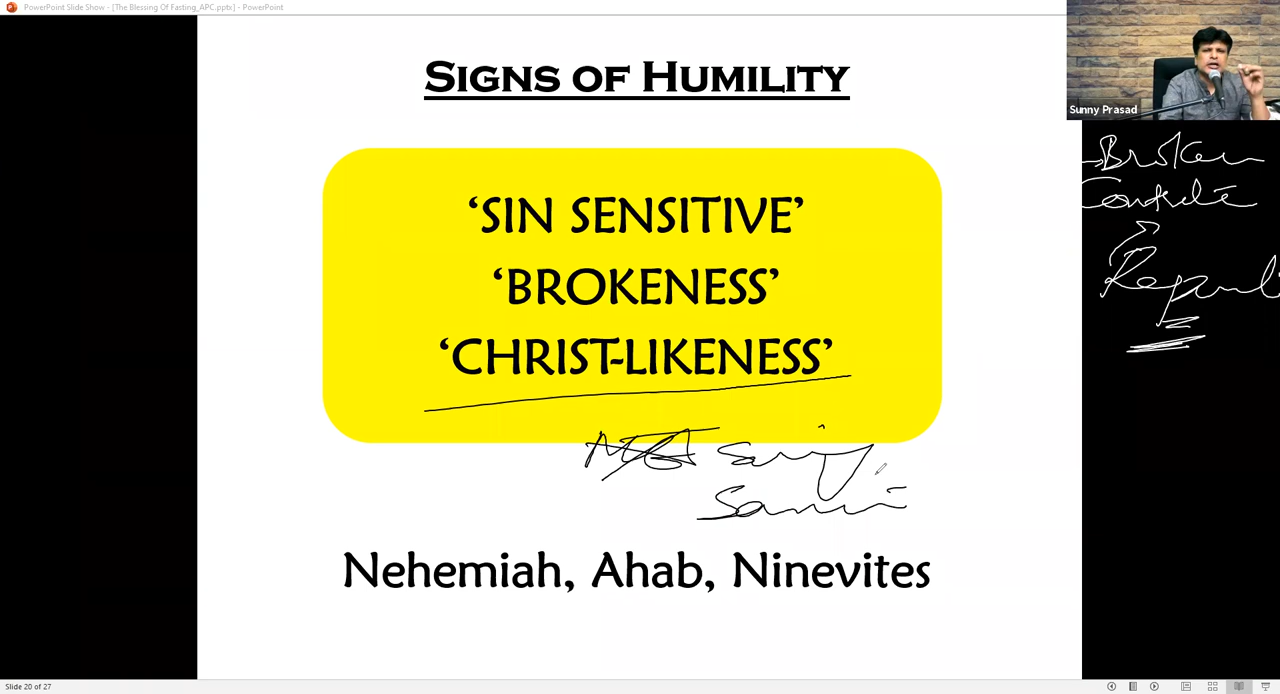 PowerPoint Slide Show - [The Blessing Of Fasting_APC.pptx] - PowerPoint
SIGNS OF HUMILITY
Sunny Prasad
Broken
Contrite
‘SIN SENSITIVE’
‘BROKENESS’
‘CHRIST-LIKENESS’
Nehemiah, Ahab, Ninevites
Slide 20 of 27